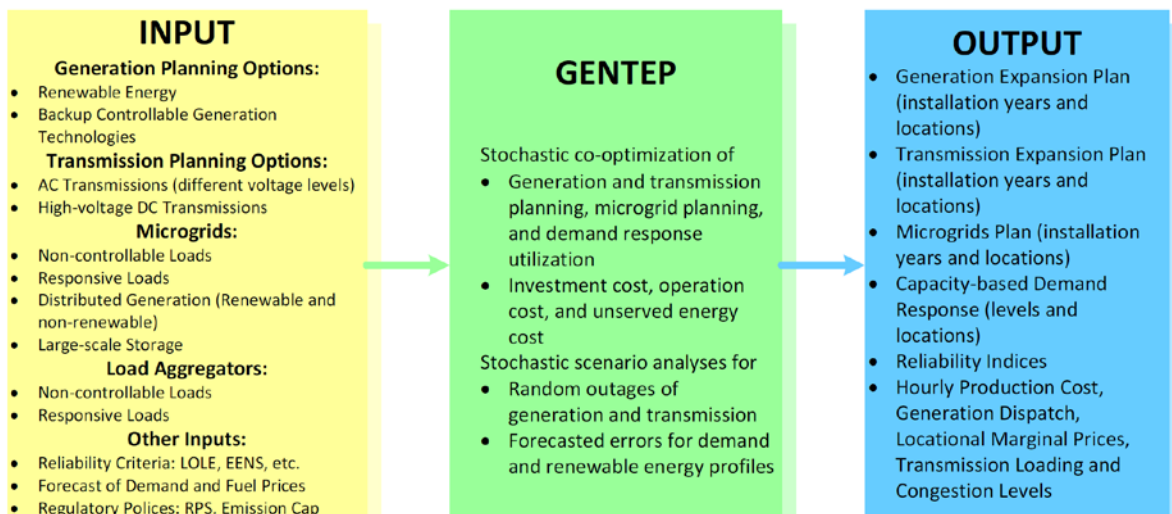 INPUT
Generation Planning Options:
• Renewable Energy
• Backup Controllable Generation
Technologies
Transmission Planning Options:
• AC Transmissions (different voltage levels)
• High-voltage DC Transmissions
Microgrids:
• Non-controllable Loads
• Responsive Loads
• Distributed Generation (Renewable and
non-renewable)
• Large-scale Storage
Load Aggregators:
• Non-controllable Loads
• Responsive Loads
Other Inputs:
• Reliability Criteria: LOLE, EENS, etc.
• Forecast of Demand and Fuel Prices
• Regulatory Polices: RPS, Emission Cap
GENTEP
Stochastic co-optimization of
• Generation and transmission
planning, microgrid planning,
and demand response
utilization
• Investment cost, operation
cost, and unserved energy
cost
Stochastic scenario analyses for
• Random outages of
generation and transmission
• Forecasted errors for demand
and renewable energy profiles
OUTPUT
• Generation Expansion Plan
(installation years and
locations)
• Transmission Expansion Plan
(installation years and
locations)
• Microgrids Plan (installation
years and locations)
• Capacity-based Demand
Response (levels and
locations)
• Reliability Indices
• Hourly Production Cost,
Generation Dispatch,
Locational Marginal Prices,
Transmission Loading and
Congestion Levels